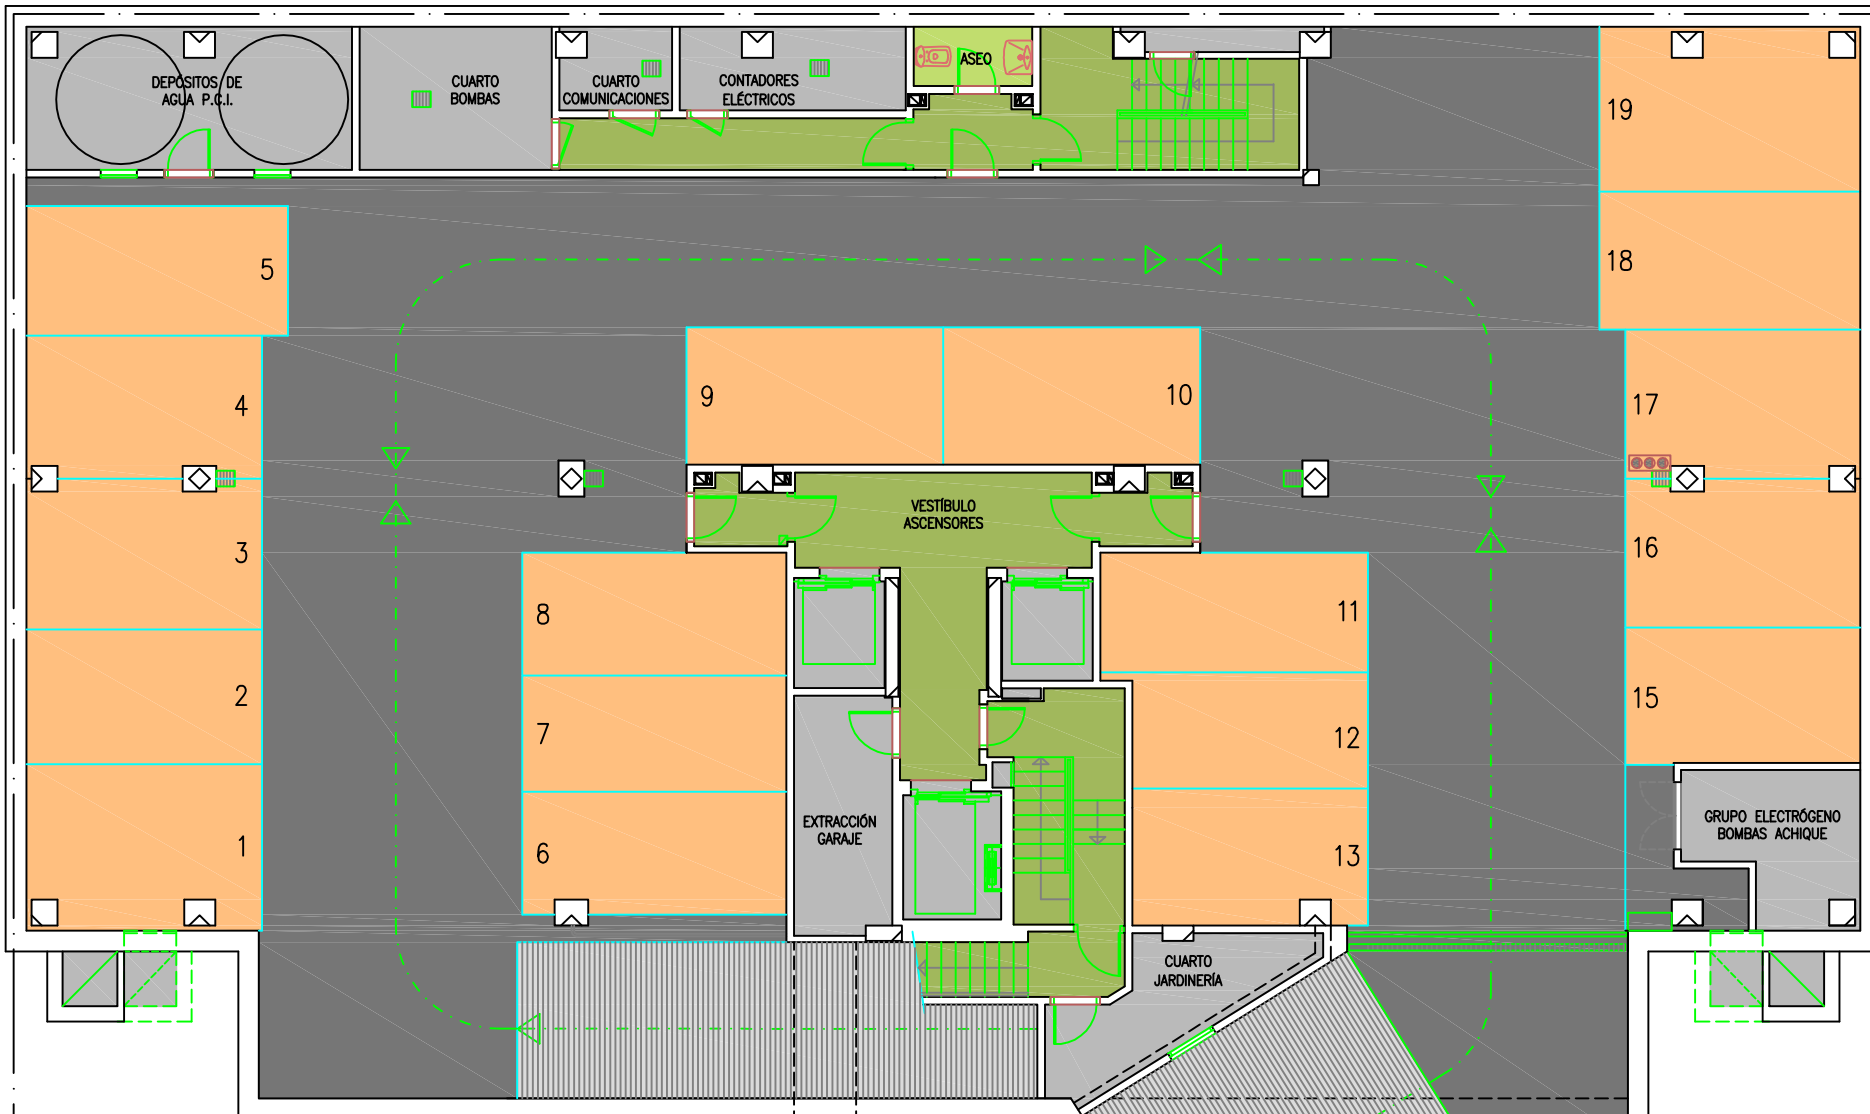 DEPÓSITOS DE
AGUA P.C.I.
CUARTO
BOMBAS
CUARTO
COMUNICACIONES
CONTADORES
ELÉCTRICOS
ASEO
19
5
18
4
9
10
17
VESTÍBULO
ASCENSORES
3
16
8
11
2
7
12
15
1
6
EXTRACCIÓN
GARAJE
13
GRUPO ELECTRÓGENO
BOMBAS ACHIQUE
CUARTO
JARDINERÍA